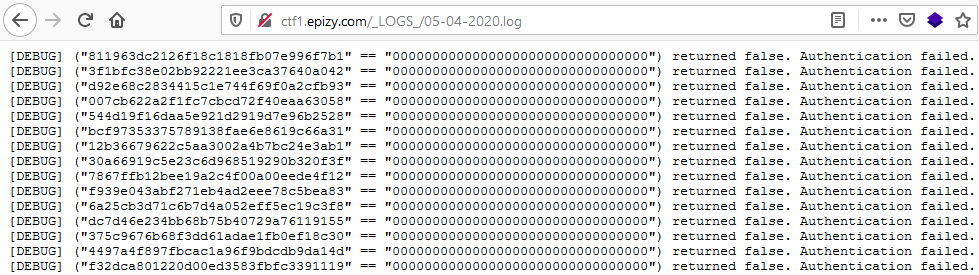 ctf1.epizy.com/_LOGS_/05-04-2020.log
[DEBUG] ("811963dc2126f18c1818fb07e996f7b1" == "00000000000000000000000000000000") returned false. Authentication failed.
[DEBUG] ("3f1bfc38e02bb92221ee3ca37640a042" == "00000000000000000000000000000000") returned false. Authentication failed.
[DEBUG] ("d92e68c2834415c1e744f69f0a2cfb93" == "00000000000000000000000000000000") returned false. Authentication failed.
[DEBUG] ("007cb622a2f1fc7cbcd72f40eaa63058" == "00000000000000000000000000000000") returned false. Authentication failed.
[DEBUG] ("544d19f16daa5e921d2919d7e96b2528" == "00000000000000000000000000000000") returned false. Authentication failed.
[DEBUG] ("bcf97353375789138fae6e8619c66a31" == "00000000000000000000000000000000") returned false. Authentication failed.
[DEBUG] ("12b36679622c5aa3002a4b7bc24e3ab1" == "00000000000000000000000000000000") returned false. Authentication failed.
[DEBUG] ("30a66919c5e23c6d968519290b320f3f" == "00000000000000000000000000000000") returned false. Authentication failed.
[DEBUG] ("7867ffb12bee19a2c4f00a00eede4f12" == "00000000000000000000000000000000") returned false. Authentication failed.
[DEBUG] ("f939e043abf271eb4ad2eee78c5bea83" == "00000000000000000000000000000000") returned false. Authentication failed.
[DEBUG] ("6a25cb3d71c6b7d4a052eff5ec19c3f8" == "00000000000000000000000000000000") returned false. Authentication failed.
[DEBUG] ("dc7d46e234bb68b75b40729a76119155" == "00000000000000000000000000000000") returned false. Authentication failed.
[DEBUG] ("375c9676b68f3dd61adae1fb0ef18c30" == "00000000000000000000000000000000") returned false. Authentication failed.
[DEBUG] ("4497a4f897fbcac1a96f9bdcdb9da14d" == "00000000000000000000000000000000") returned false. Authentication failed.
[DEBUG] ("f32dca801220d00ed3583fbfc3391119" == "00000000000000000000000000000000") returned false. Authentication failed.